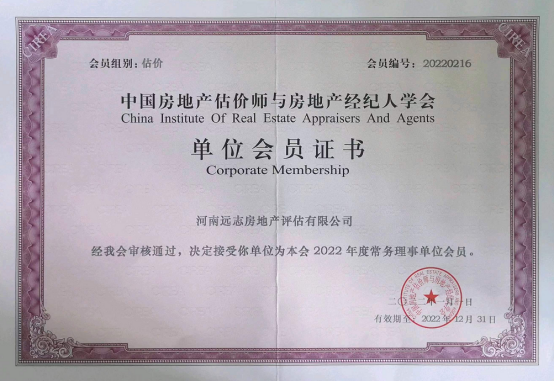 CIREA
CIREA
会员组别:估价
会员编号:20220216
中国房地产估价师与房地产经纪人学会
China Institute Of Real Estate Appraisers And Agents
单位会员证书
Corporate Membership
河南远志房地产评估有限公司
经我会审核通过,决定接受你单位为本会2022年度常务理事单位会员。
日
有效期至:2022年12月31日